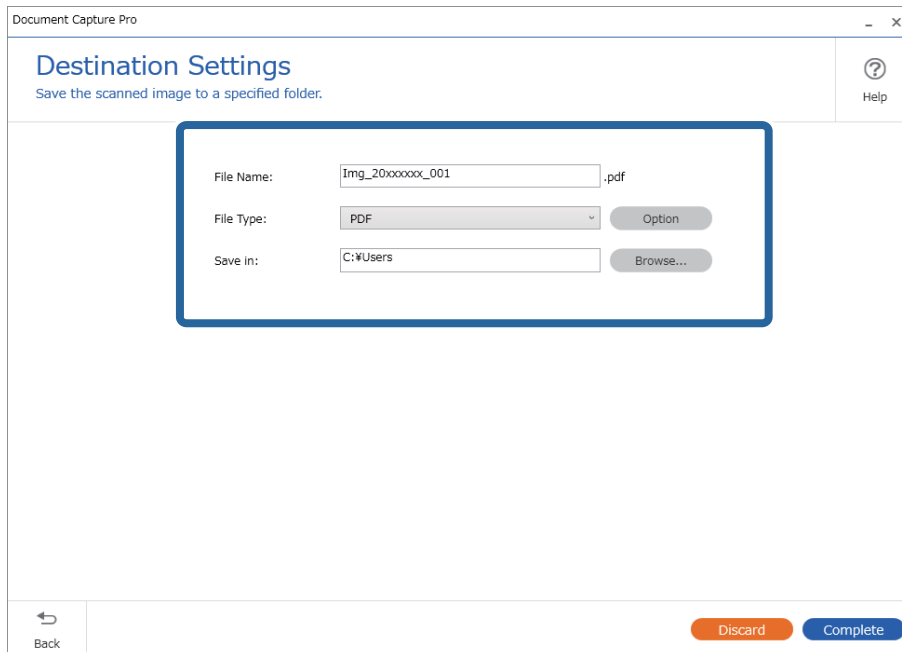 Document Capture Pro
Destination Settings
Save the scanned image to a specified folder.
Help
File Name: Img_20xxxxxx_001 .pdf
File Type: PDF Option
Save in: C:¥Users Browse...
Back
Discard Complete